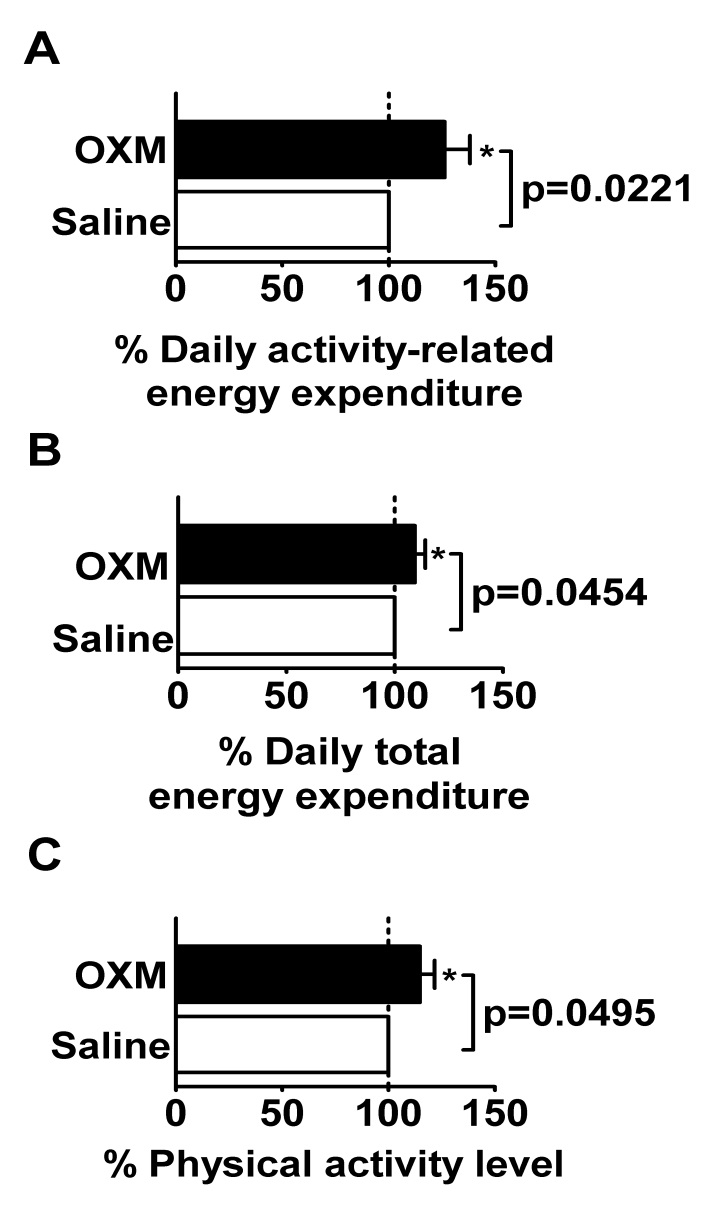 A
OXM
*
p=0.0221
Saline
0 50 100 150
% Daily activity-related
energy expenditure
B
OXM
*
p=0.0454
Saline
0 50 100 150
% Daily total
energy expenditure
C
OXM
*
p=0.0495
Saline
0 50 100 150
% Physical activity level